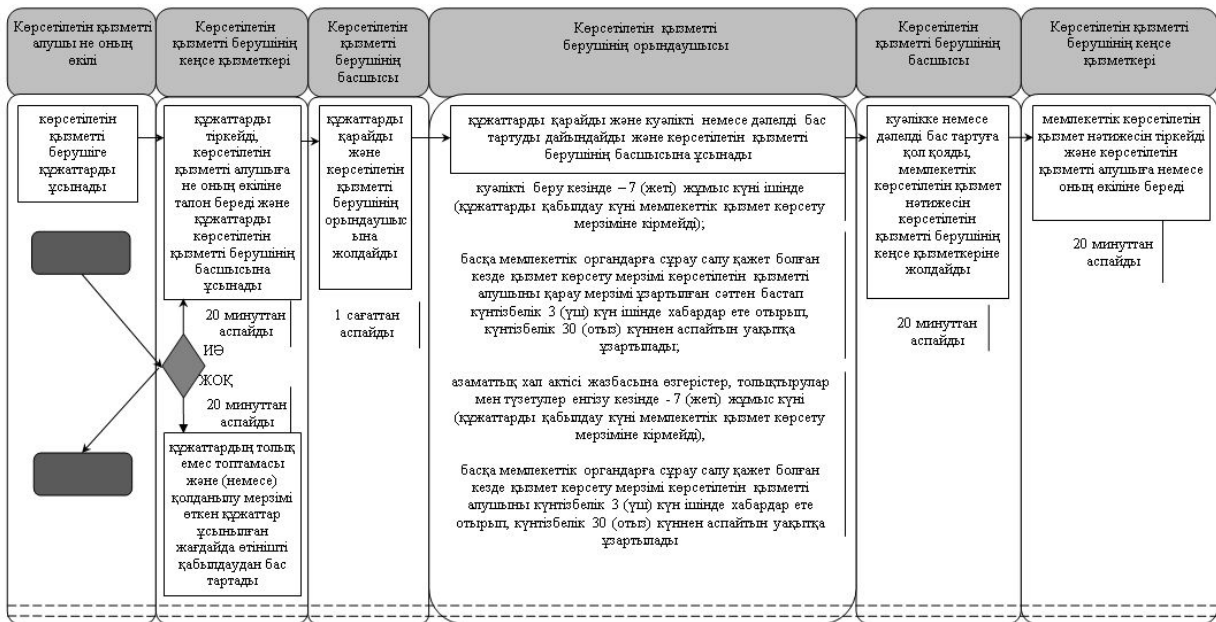 Көрсетілетін қызметті
алушы не оның
өкілі
Көрсетілетін
қызметті берушінің
кеңсе қызметкері
Көрсетілетін
қызметті
берушінің
басшысы
Көрсетілетін қызметті
берушінің орындаушысы
Көрсетілетін
қызметті берушінің
басшысы
Көрсетілетін қызметті
берушінің кеңсе
қызметкері
көрсетілетін
қызметті
берушіге
құжаттарды
ұсынады
құжаттарды
тіркейді,
көрсетілетін
қызметті алушыға
не оның өкіліне
талон береді және
құжаттарды
көрсетілетін
қызметті берушінің
басшысына
ұсынады
20 минуттан
аспайды
ИӘ
ЖОҚ
20 минуттан
аспайды
құжаттардың толық
емес топтамасы
және (немесе)
қолданылу мерзімі
өткен құжаттар
ұсынылған
жағдайда өтінішті
қабылдаудан бас
тартады
құжаттарды
қарайды
және
көрсетілетін
қызметті
берушінің
орындаушыс
ына
жолдайды
1 сағаттан
аспайды
құжаттарды қарайды және куәлікті немесе дәлелді бас
тартуды дайындайды және көрсетілетін қызметті
берушінің басшысына ұсынады
куәлікті беру кезінде – 7 (жеті) жұмыс күні ішінде
(құжаттарды қабылдау күні мемлекеттік қызмет көрсету
мерзіміне кірмейді);
басқа мемлекеттік органдарға сұрау салу қажет болған
кезде қызмет көрсету мерзімі көрсетілетін қызметті
алушыны қарау мерзімі ұзартылған сәттен бастап
күнтізбелік 3 (үш) күн ішінде хабардар ете отырып,
күнтізбелік 30 (отыз) күннен аспайтын уақытқа
ұзартылады;
азаматтық хал актісі жазбасына өзгерістер, толықтырулар
мен түзетулер енгізу кезінде - 7 (жеті) жұмыс күні
(құжаттарды қабылдау күні мемлекеттік қызмет көрсету
мерзіміне кірмейді),
басқа мемлекеттік органдарға сұрау салу қажет болған
кезде қызмет көрсету мерзімі көрсетілетін қызметті
алушыны күнтізбелік 3 (үш) күн ішінде хабардар ете
отырып, күнтізбелік 30 (отыз) күннен аспайтын уақытқа
ұзартылады
куәлікке немесе
дәлелді бас тартуға
қол қояды,
мемлекеттік
көрсетілетін қызмет
нәтижесін
көрсетілетін
қызметті берушінің
кеңсе қызметкеріне
жолдайды
20 минуттан
аспайды
мемлекеттік көрсетілетін
қызмет нәтижесін тіркейді
және көрсетілетін
қызметті алушыға немесе
оның өкіліне береді
20 минуттан
аспайды